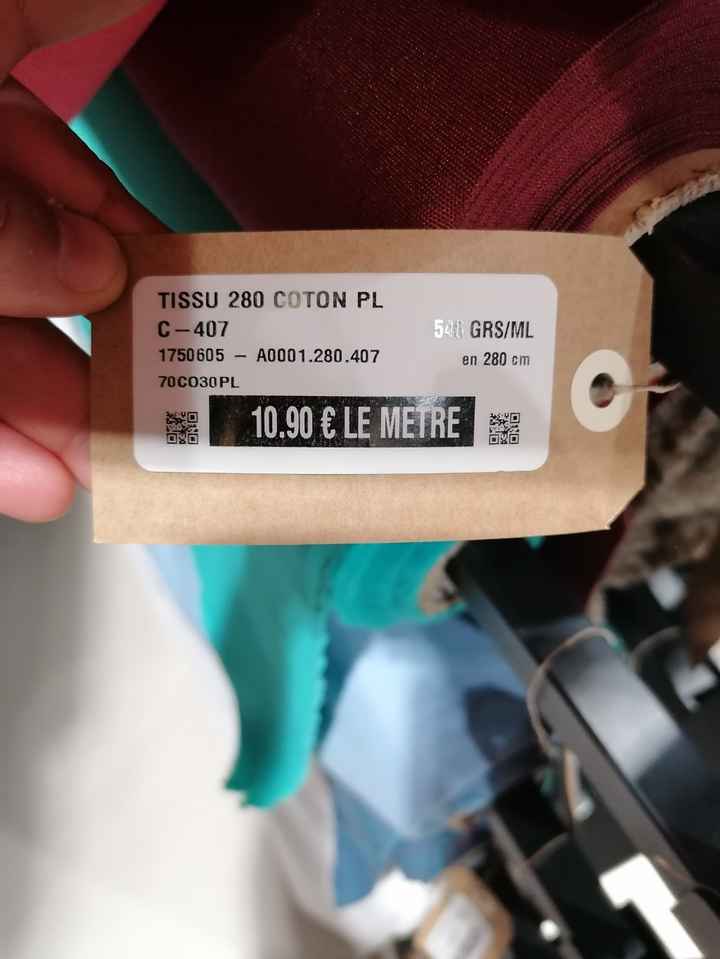 TISSU 280 COTON PL
C-407
GRS/ML
1750605 - A0001.280.407
en 280 cm
70CO30PL
10.90 € LE METRE